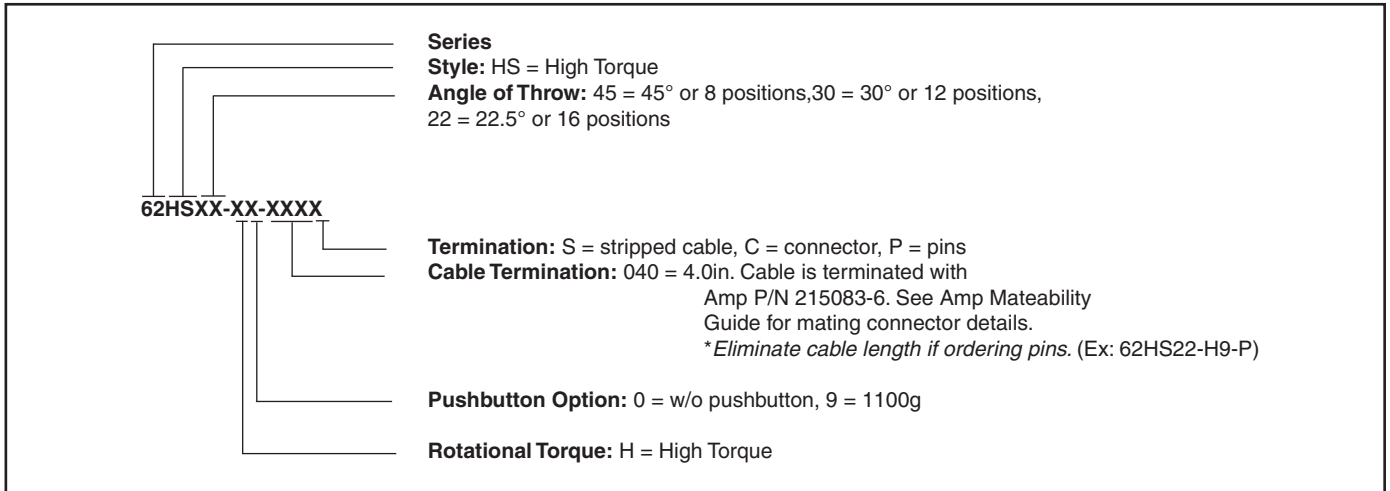 Series
Style: HS = High Torque
Angle of Throw: 45 = 45° or 8 positions,30 = 30° or 12 positions,
22 = 22.5° or 16 positions
62HSXX-XX-XXXX
Termination: S = stripped cable, C = connector, P = pins
Cable Termination: 040 = 4.0in. Cable is terminated with
Amp P/N 215083-6. See Amp Mateability
Guide for mating connector details.
*Eliminate cable length if ordering pins. (Ex: 62HS22-H9-P)
Pushbutton Option: 0 = w/o pushbutton, 9 = 1100g
Rotational Torque: H = High Torque